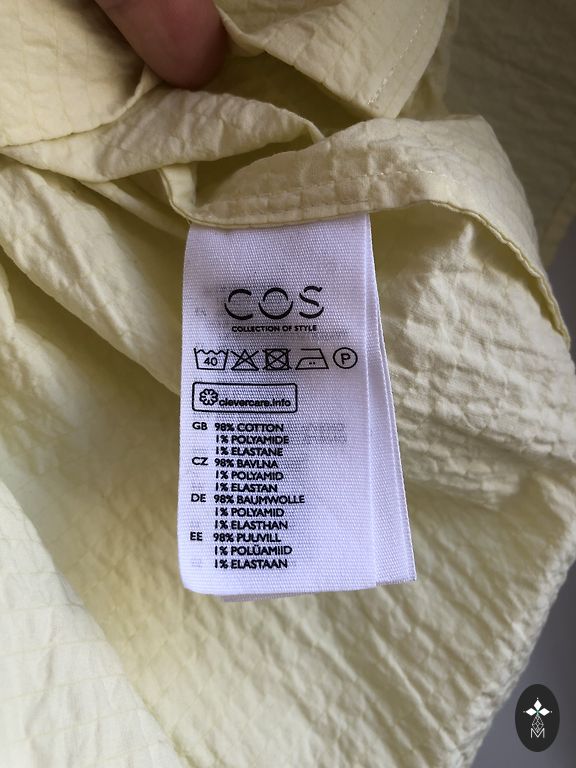 COS
COLLECTION OF STYLE
40 P
clevercare.info
GB 98% COTTON
1% POLYAMIDE
1% ELASTANE
CZ 98% BAVLNA
1% POLYAMID
1% ELASTAN
DE 98% BAUMWOLLE
1% POLYAMID
1% ELASTHAN
EE 98% PUUVILL
1% POLÜAMIID
1% ELASTAAN
M